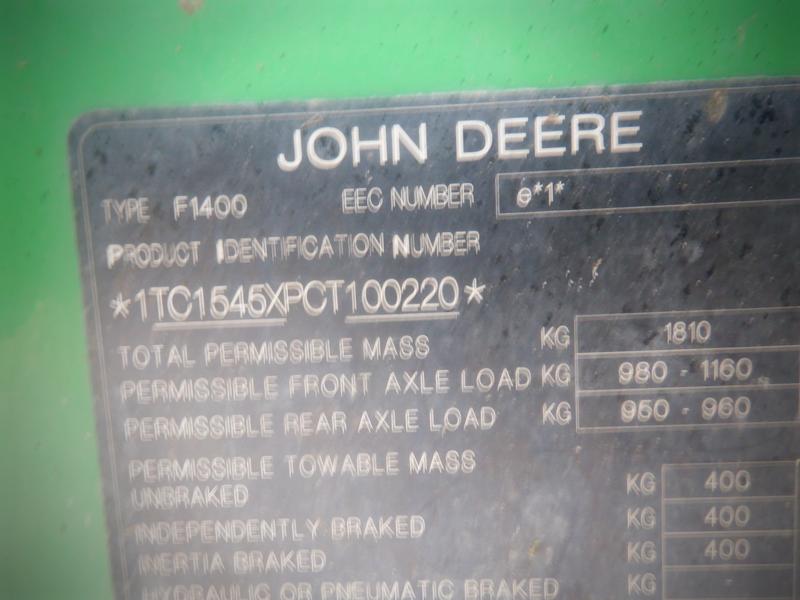 JOHN DEERE
TYPE F1400 EEC NUMBER e*1*
PRODUCT IDENTIFICATION NUMBER
*1TC1545XPCT100220*
TOTAL PERMISSIBLE MASS KG 1810
PERMISSIBLE FRONT AXLE LOAD KG 980 - 1160
PERMISSIBLE REAR AXLE LOAD KG 950 - 960
PERMISSIBLE TOWABLE MASS
UNBRAKED KG 400
INDEPENDENTLY BRAKED KG 400
INERTIA BRAKED KG 400
HYDRAULIC OR PNEUMATIC BRAKED KG -